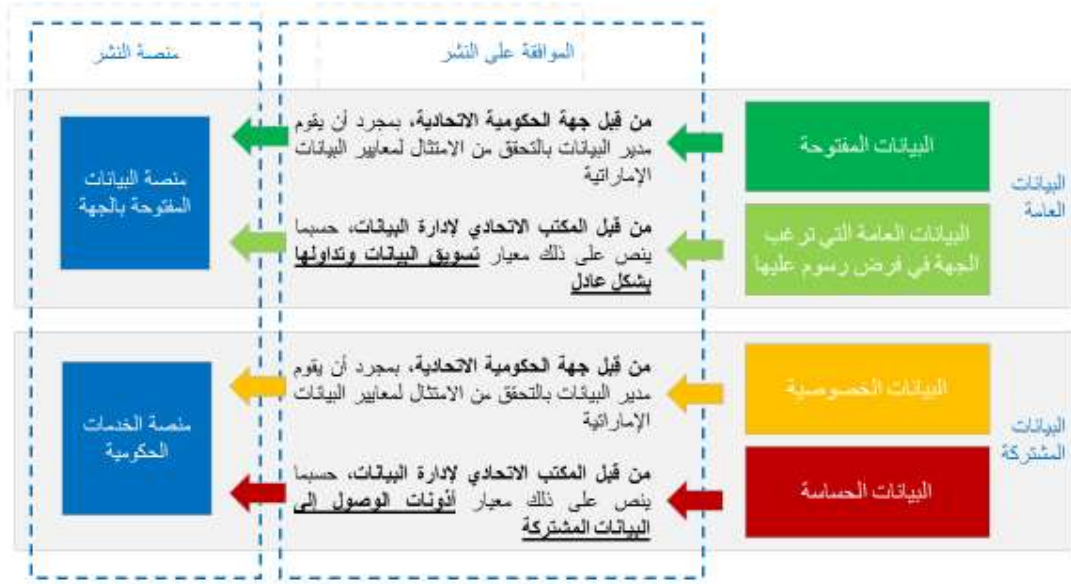 الموافقة على النشر
منصة النشر
البيانات
العامة
البيانات المفتوحة
من قبل جهة الحكومية الاتحادية، بمجرد أن يقوم
مدير البيانات بالتحقق من الامتثال لمعايير البيانات
الإماراتية
البيانات العامة التي ترغب
الجهة في فرض رسوم عليها
من قبل المكتب الاتحادي لإدارة البيانات، حسبما
ينص على ذلك معيار تسويق البيانات وتداولها
بشكل عادل
منصة البيانات
المفتوحة بالجهة
البيانات
المشتركة
البيانات الخصوصية
من قبل جهة الحكومية الاتحادية، بمجرد أن يقوم
مدير البيانات بالتحقق من الامتثال لمعايير البيانات
الإماراتية
البيانات الحساسة
من قبل المكتب الاتحادي لإدارة البيانات، حسبما
ينص على ذلك معيار أذونات الوصول إلى
البيانات المشتركة
منصة الخدمات
الحكومية